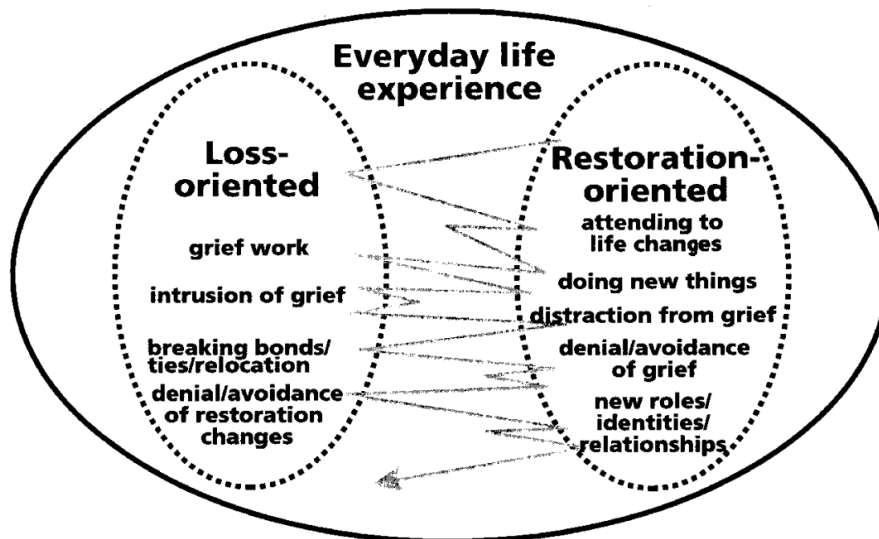 Everyday life
experience
Loss-
oriented
grief work
intrusion of grief
breaking bonds/
ties/relocation
denial/avoidance
of restoration
changes
Restoration-
oriented
attending to
life changes
doing new things
distraction from grief
denial/avoidance
of grief
new roles/
identities/
relationships